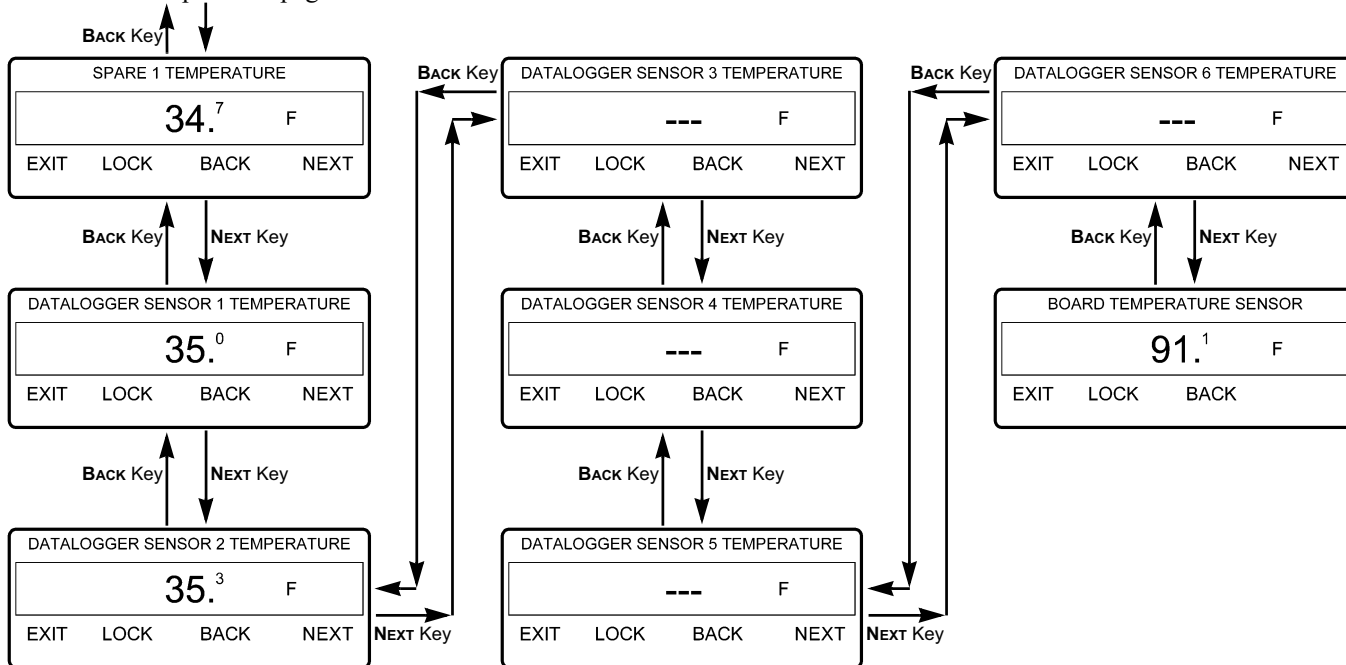 BACK Key
SPARE 1 TEMPERATURE
34.7 F
EXIT LOCK BACK NEXT
BACK Key NEXT Key
DATALOGGER SENSOR 1 TEMPERATURE
35.0 F
EXIT LOCK BACK NEXT
BACK Key NEXT Key
DATALOGGER SENSOR 2 TEMPERATURE
35.3 F
EXIT LOCK BACK NEXT
NEXT Key
BACK Key
DATALOGGER SENSOR 3 TEMPERATURE
--- F
EXIT LOCK BACK NEXT
BACK Key NEXT Key
DATALOGGER SENSOR 4 TEMPERATURE
--- F
EXIT LOCK BACK NEXT
BACK Key NEXT Key
DATALOGGER SENSOR 5 TEMPERATURE
--- F
EXIT LOCK BACK NEXT
NEXT Key
BACK Key
DATALOGGER SENSOR 6 TEMPERATURE
--- F
EXIT LOCK BACK NEXT
BACK Key NEXT Key
BOARD TEMPERATURE SENSOR
91.1 F
EXIT LOCK BACK